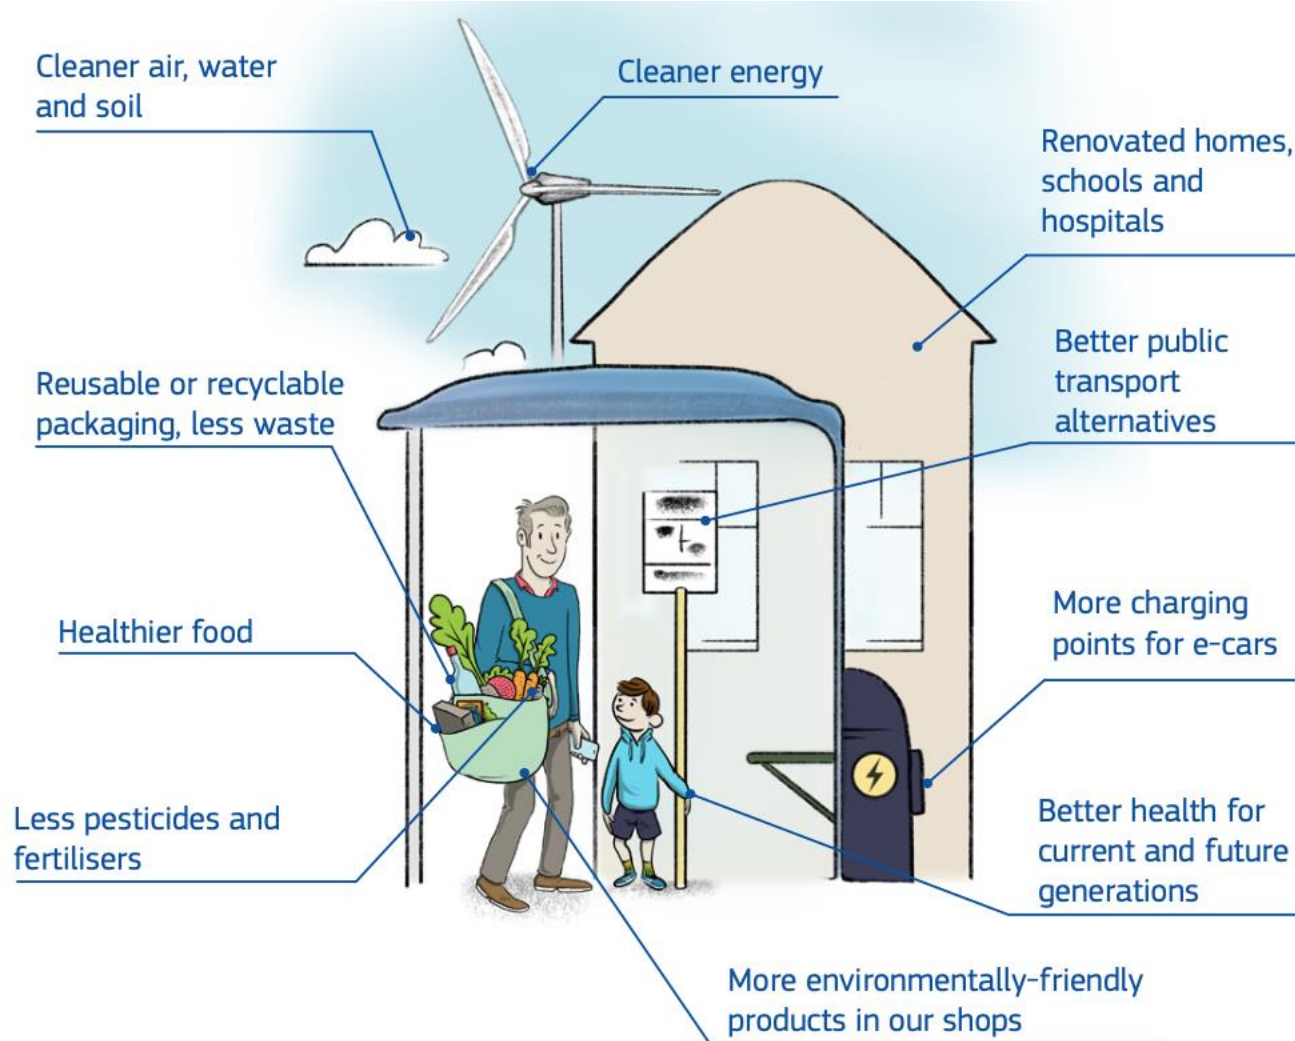 Cleaner air, water
and soil
Cleaner energy
Renovated homes,
schools and
hospitals
Better public
transport
alternatives
Reusable or recyclable
packaging, less waste
Healthier food
More charging
points for e-cars
Less pesticides and
fertilisers
Better health for
current and future
generations
More environmentally-friendly
products in our shops